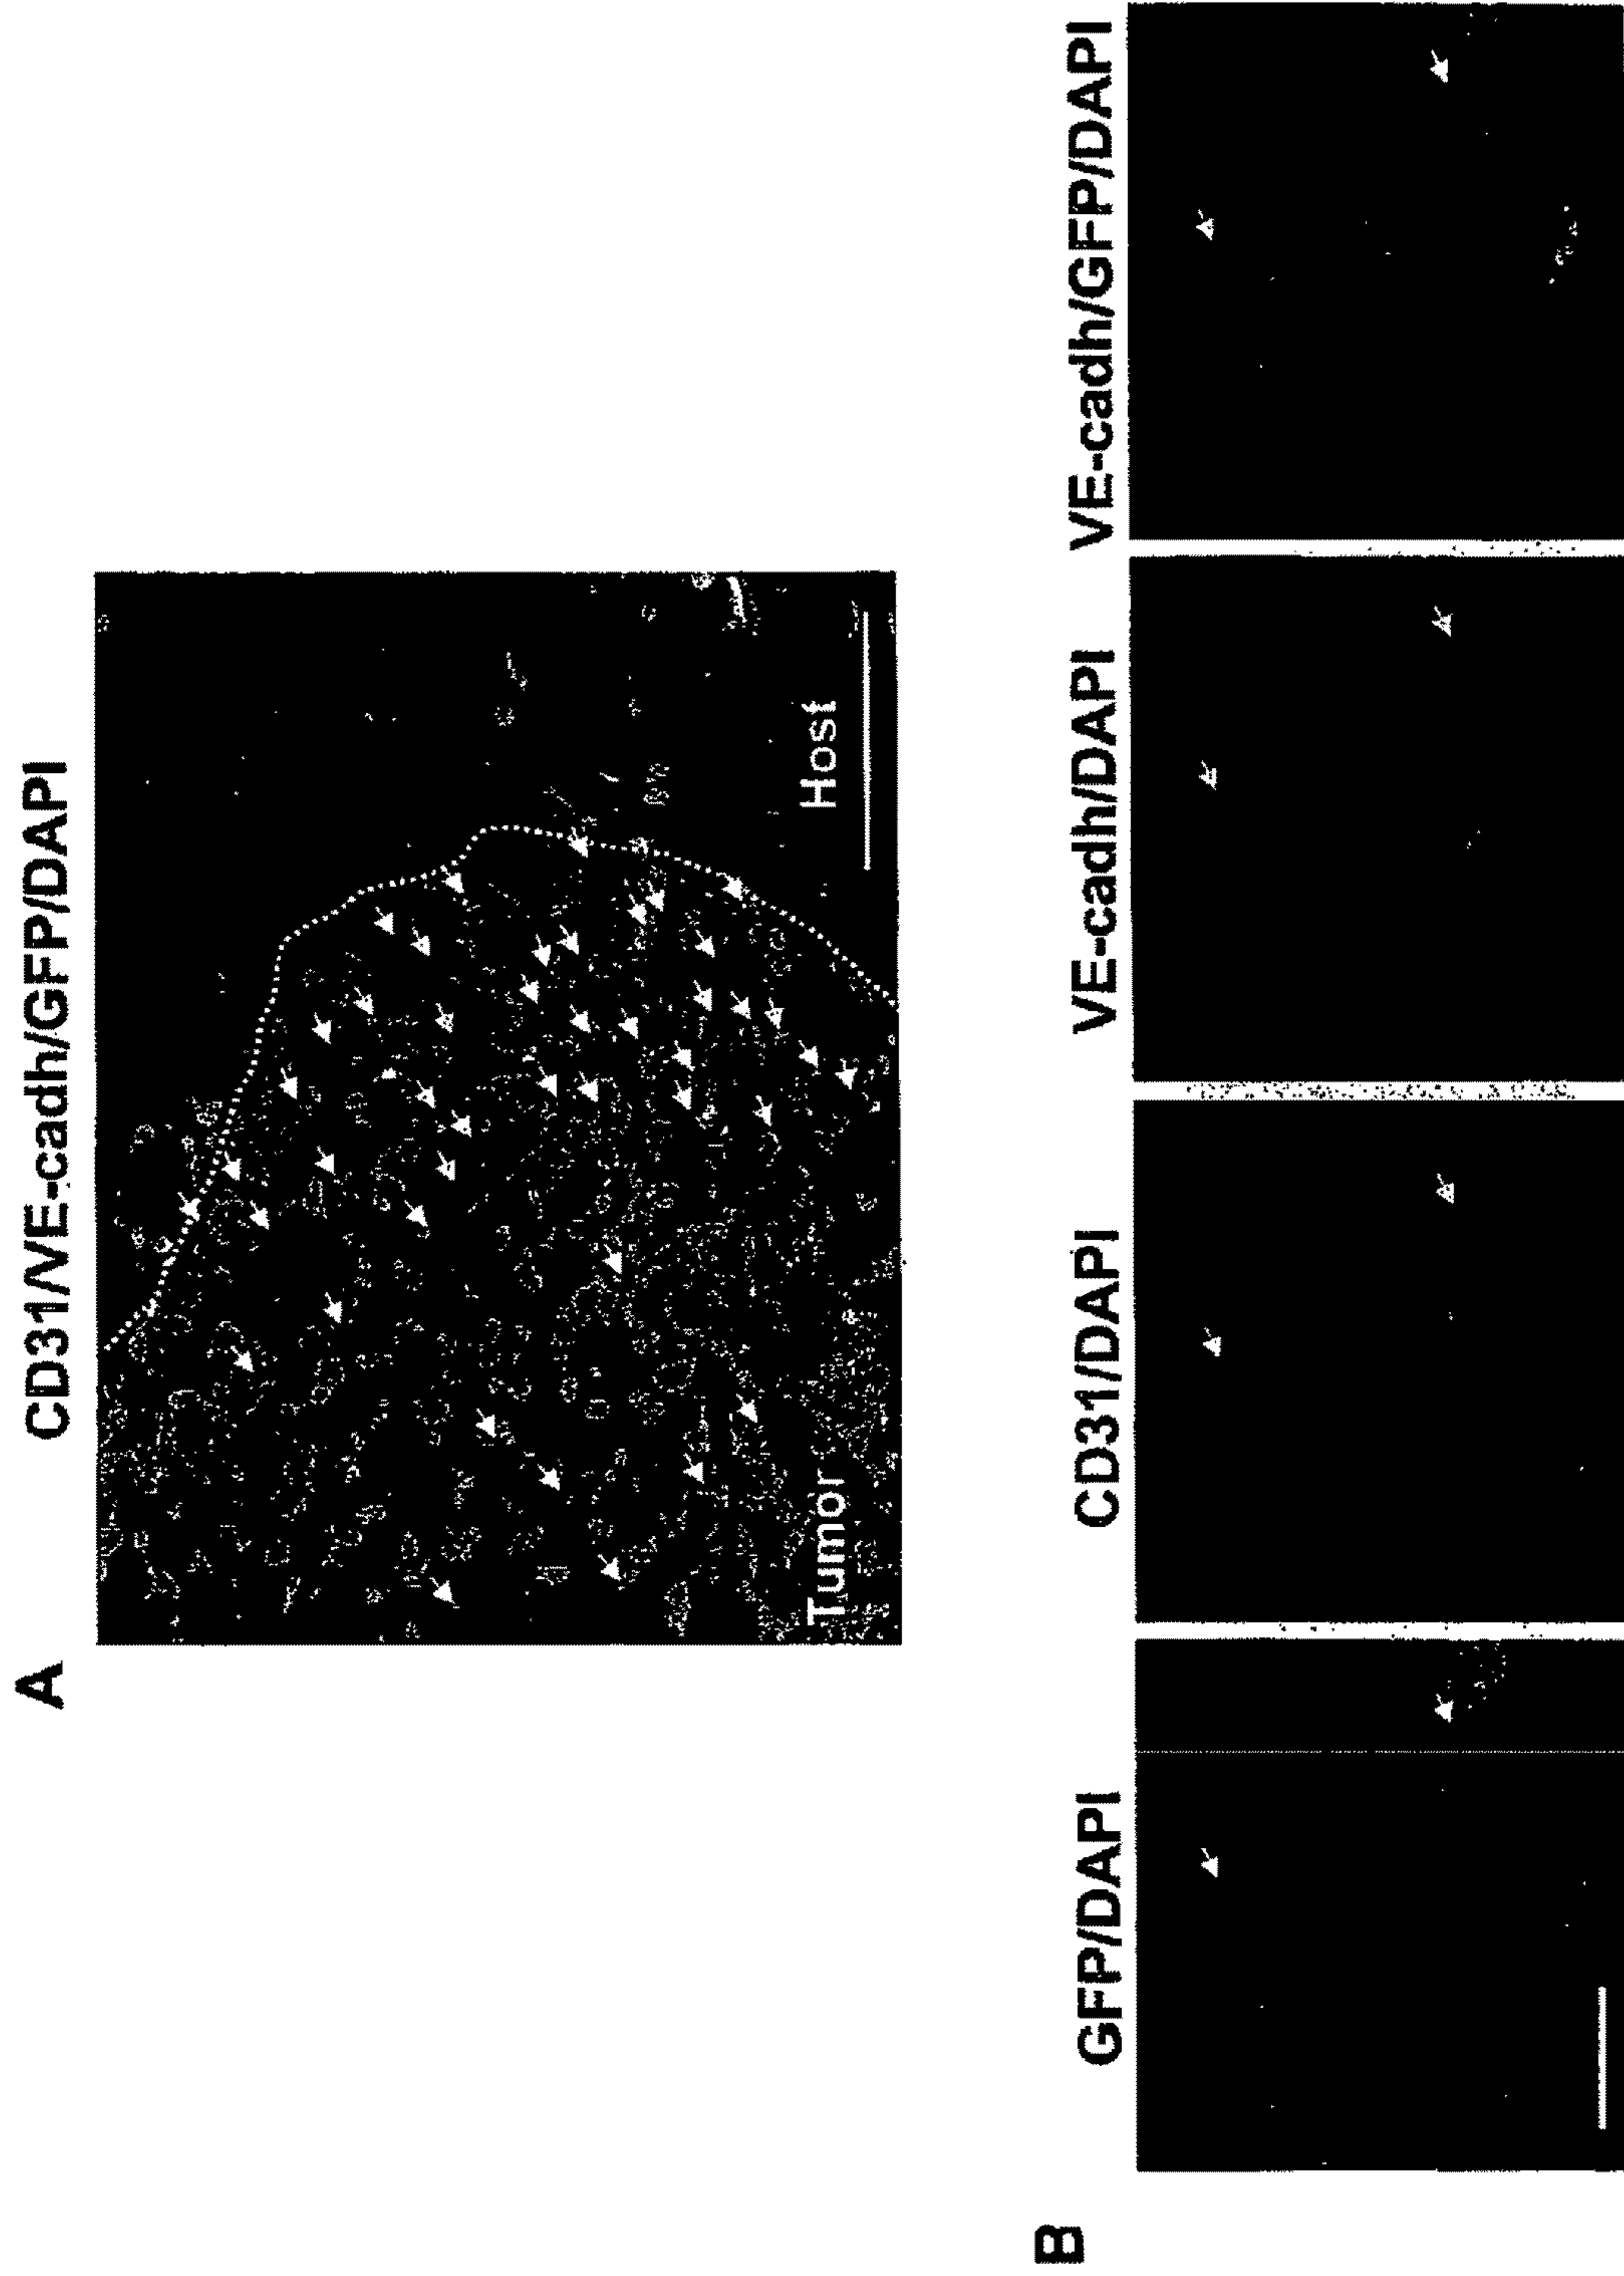 A
CD31/VE-cadh/GFP/DAPI
Tumor
Host
B
GFP/DAPI
CD31/DAPI
VE-cadh/DAPI
VE-cadh/GFP/DAPI